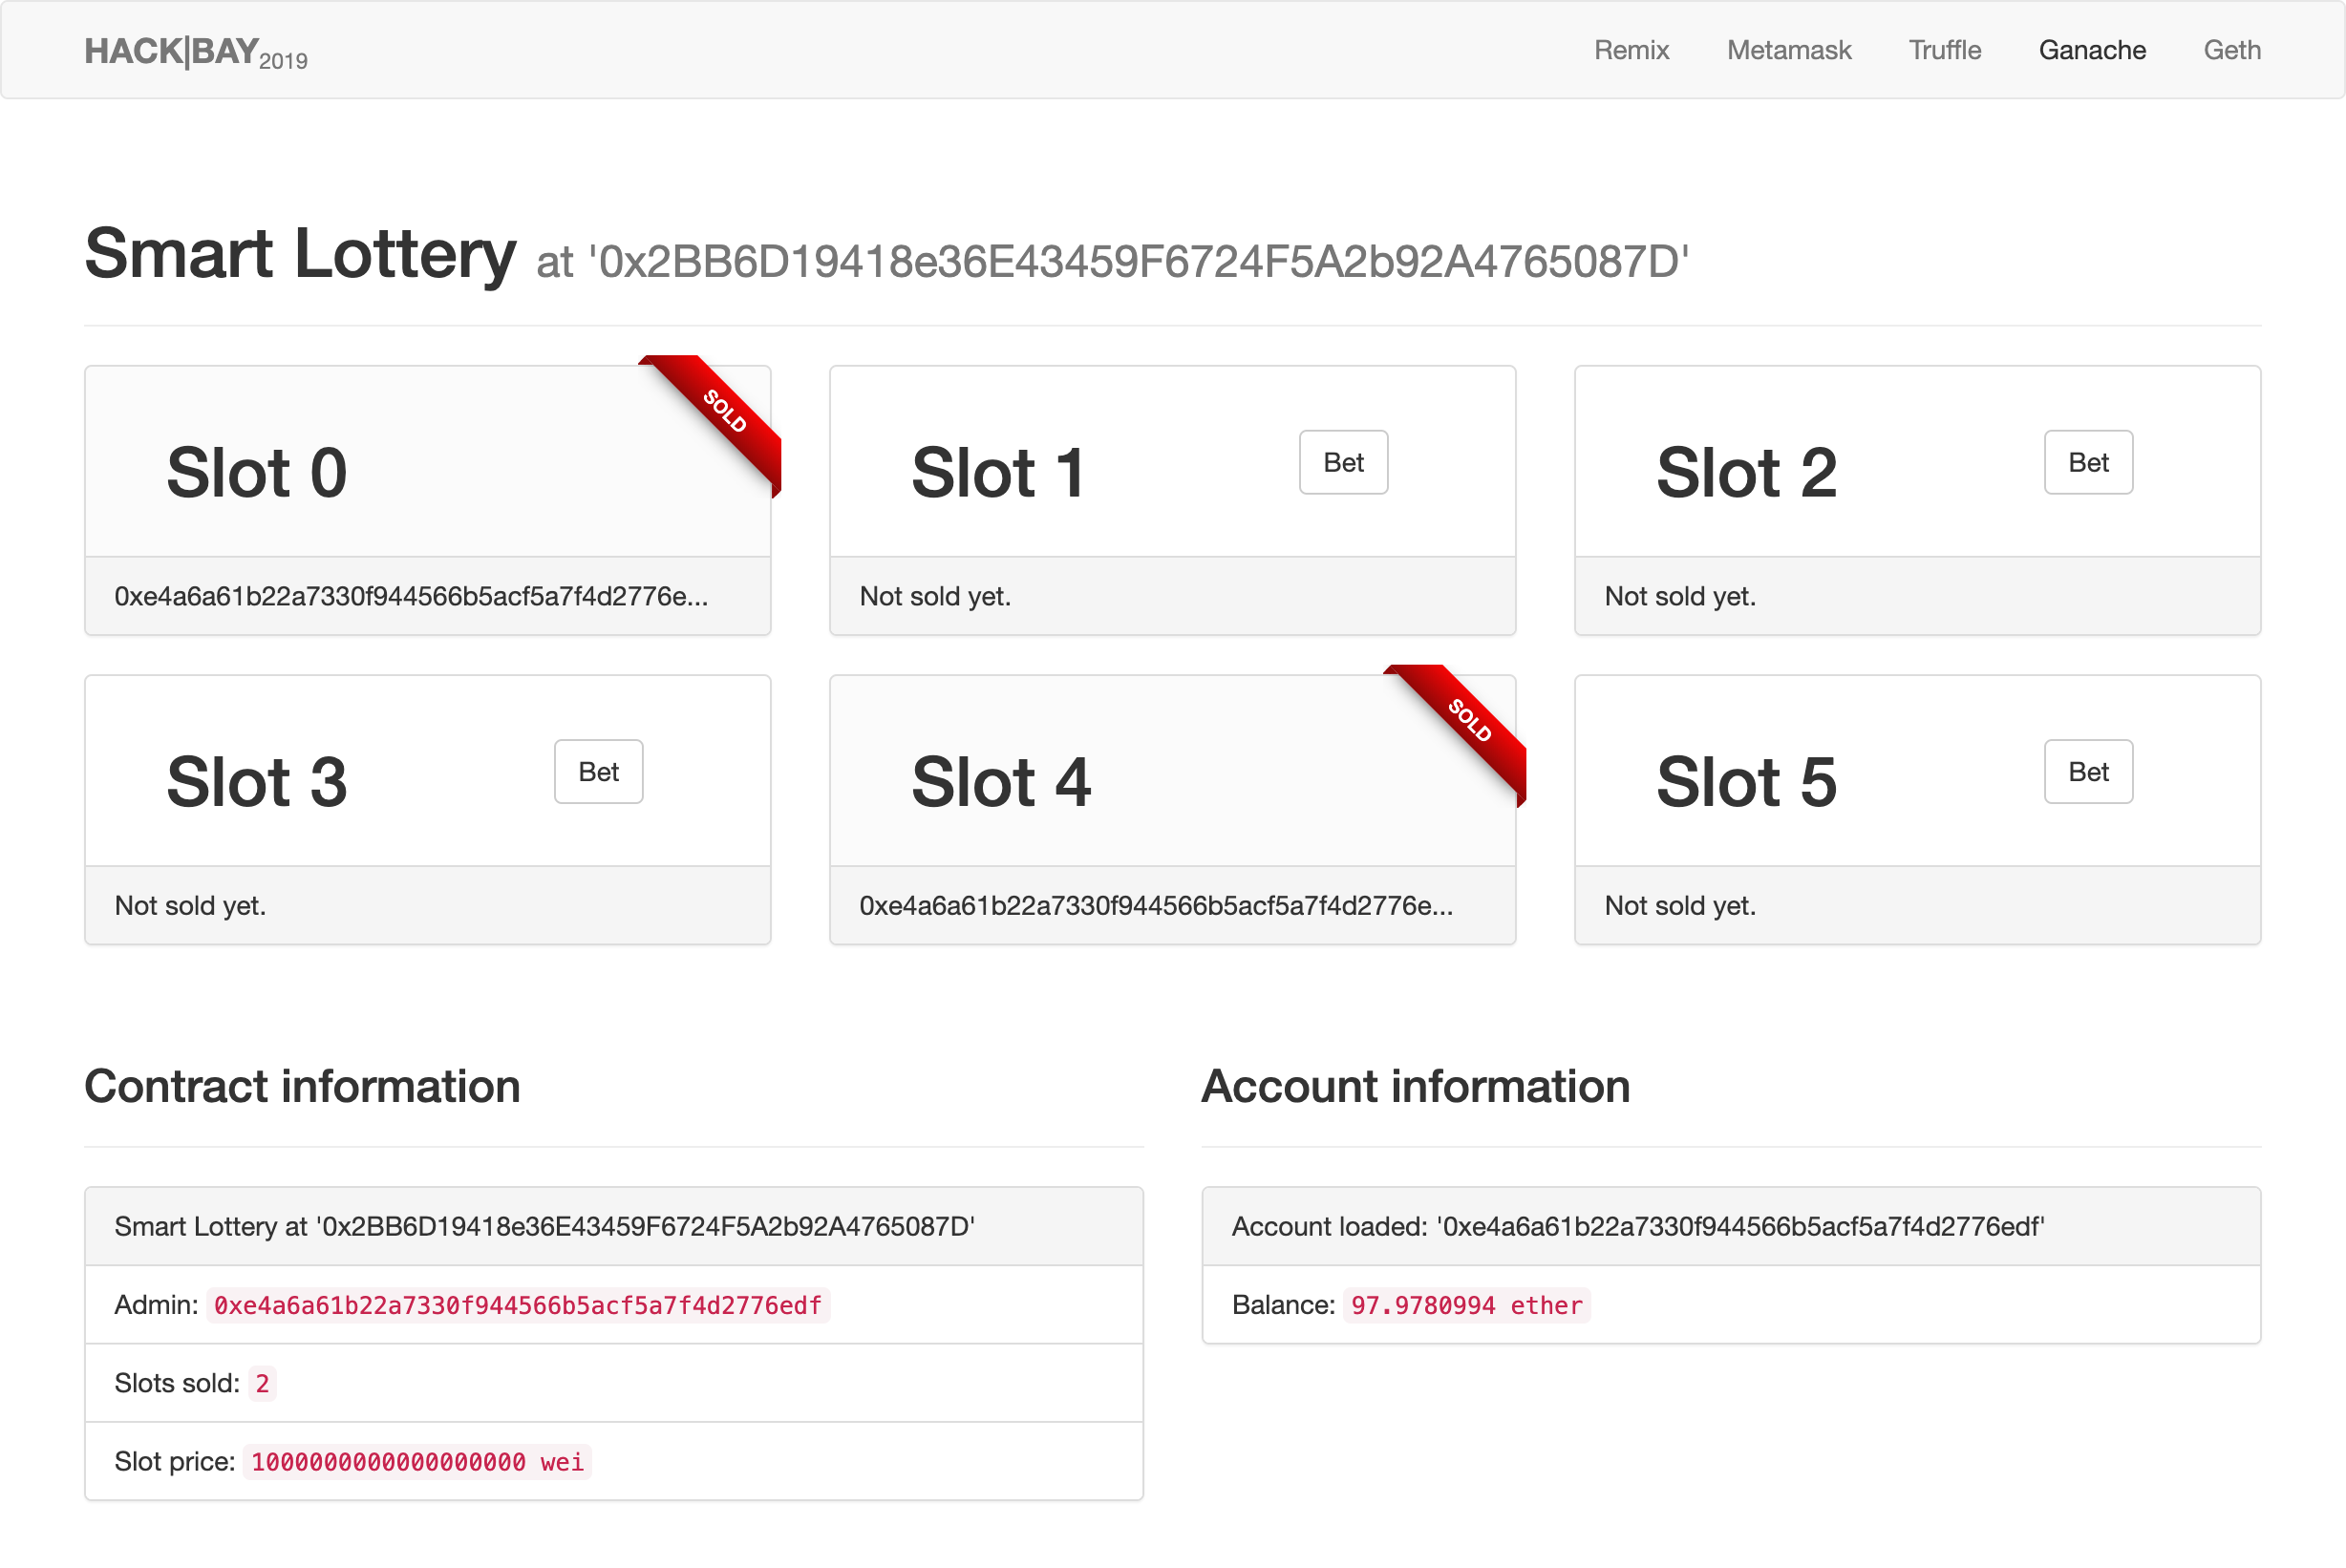 HACK|BAY2019 Remix Metamask Truffle Ganache Geth
Smart Lottery at '0x2BB6D19418e36E43459F6724F5A2b92A4765087D'
SOLD
Slot 0
0xe4a6a61b22a7330f944566b5acf5a7f4d2776e...
Slot 1 Bet
Not sold yet.
Slot 2 Bet
Not sold yet.
Slot 3 Bet
Not sold yet.
SOLD
Slot 4
0xe4a6a61b22a7330f944566b5acf5a7f4d2776e...
Slot 5 Bet
Not sold yet.
Contract information
Smart Lottery at '0x2BB6D19418e36E43459F6724F5A2b92A4765087D'
Admin: 0xe4a6a61b22a7330f944566b5acf5a7f4d2776edf
Slots sold: 2
Slot price: 1000000000000000000 wei
Account information
Account loaded: '0xe4a6a61b22a7330f944566b5acf5a7f4d2776edf'
Balance: 97.9780994 ether